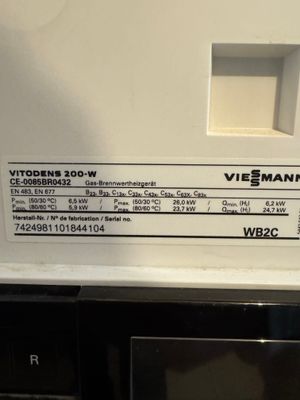 VITODENS 200-W
VIESSMANN
CE-0085BR0432 Gas-Brennwertheizgerät
EN 483, EN 677 B23, B33, C13x, C33x, C43x, C53x, C63x, C83x
Pmin. (50/30 °C) 6,5 kW / Pmax. (50/30 °C) 26,0 kW / Qmin. (Hi) 6,2 kW
Pmin. (80/60 °C) 5,9 kW / Pmax. (80/60 °C) 23,7 kW / Qmax. (Hi) 24,7 kW
Herstell-Nr. / N° de fabrication / Serial no.
7424981101844104
WB2C
R